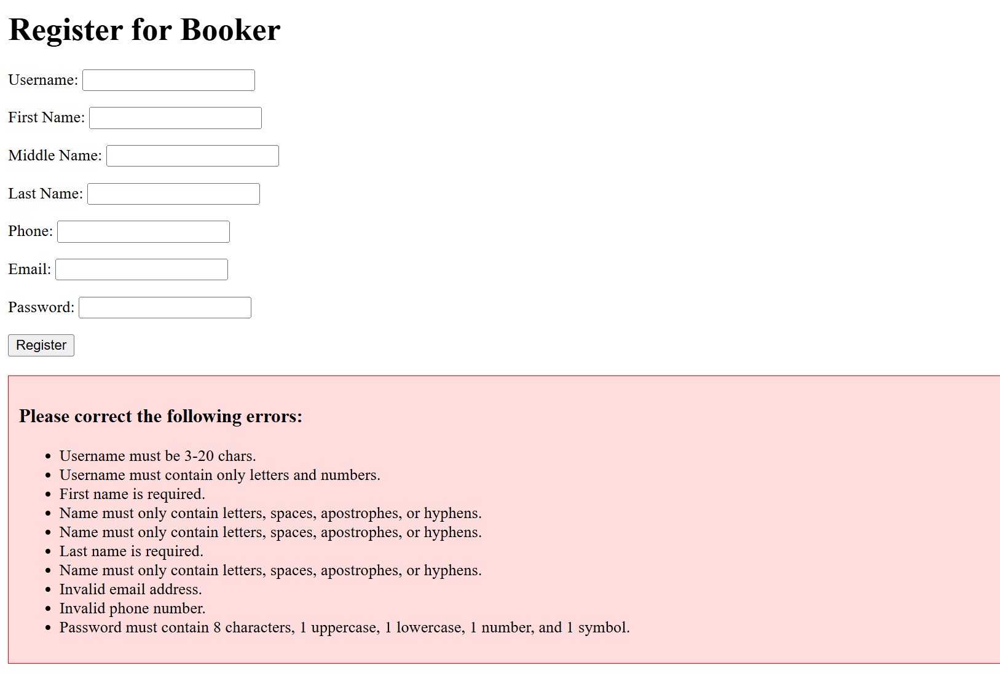 Register for Booker
Username:
First Name:
Middle Name:
Last Name:
Phone:
Email:
Password:
Register
Please correct the following errors:
Username must be 3-20 chars.
Username must contain only letters and numbers.
First name is required.
Name must only contain letters, spaces, apostrophes, or hyphens.
Name must only contain letters, spaces, apostrophes, or hyphens.
Last name is required.
Name must only contain letters, spaces, apostrophes, or hyphens.
Invalid email address.
Invalid phone number.
Password must contain 8 characters, 1 uppercase, 1 lowercase, 1 number, and 1 symbol.